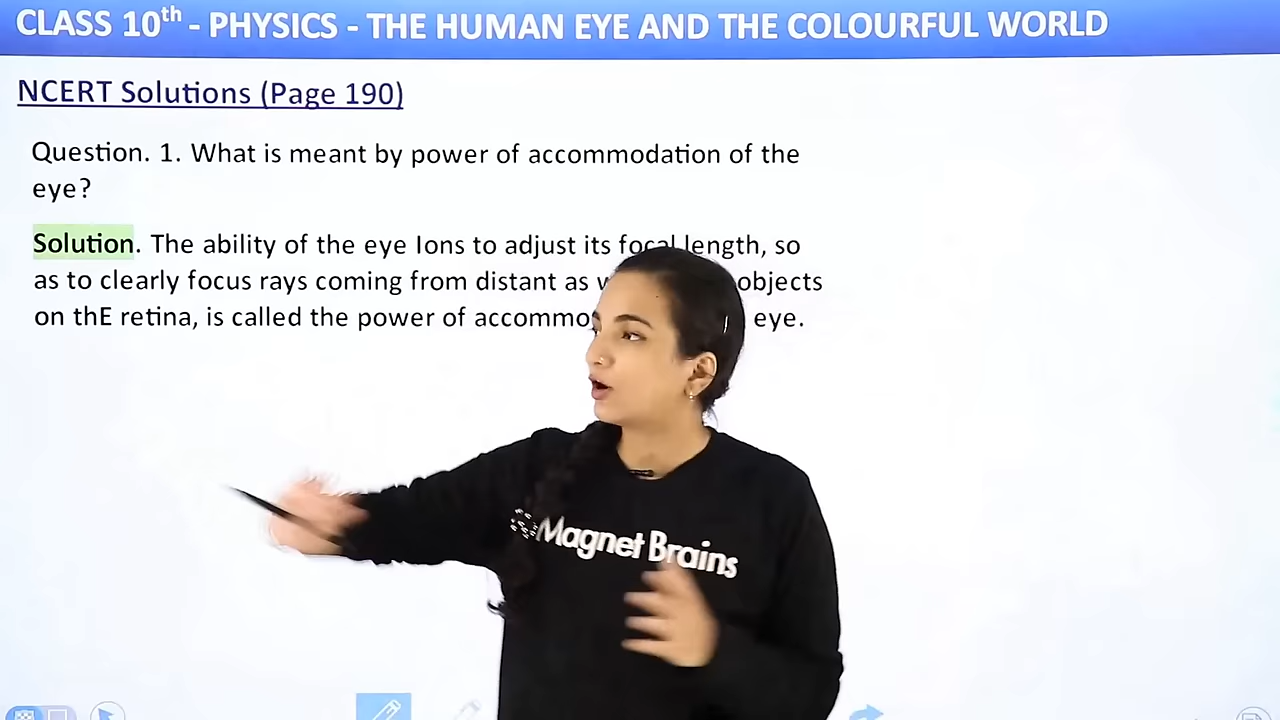 CLASS 10th - PHYSICS - THE HUMAN EYE AND THE COLOURFUL WORLD
NCERT Solutions (Page 190)
Question. 1. What is meant by power of accommodation of the
eye?
Solution. The ability of the eye Ions to adjust its focal length, so
as to clearly focus rays coming from distant as objects
on thE retina, is called the power of eye.
Magnet Brains